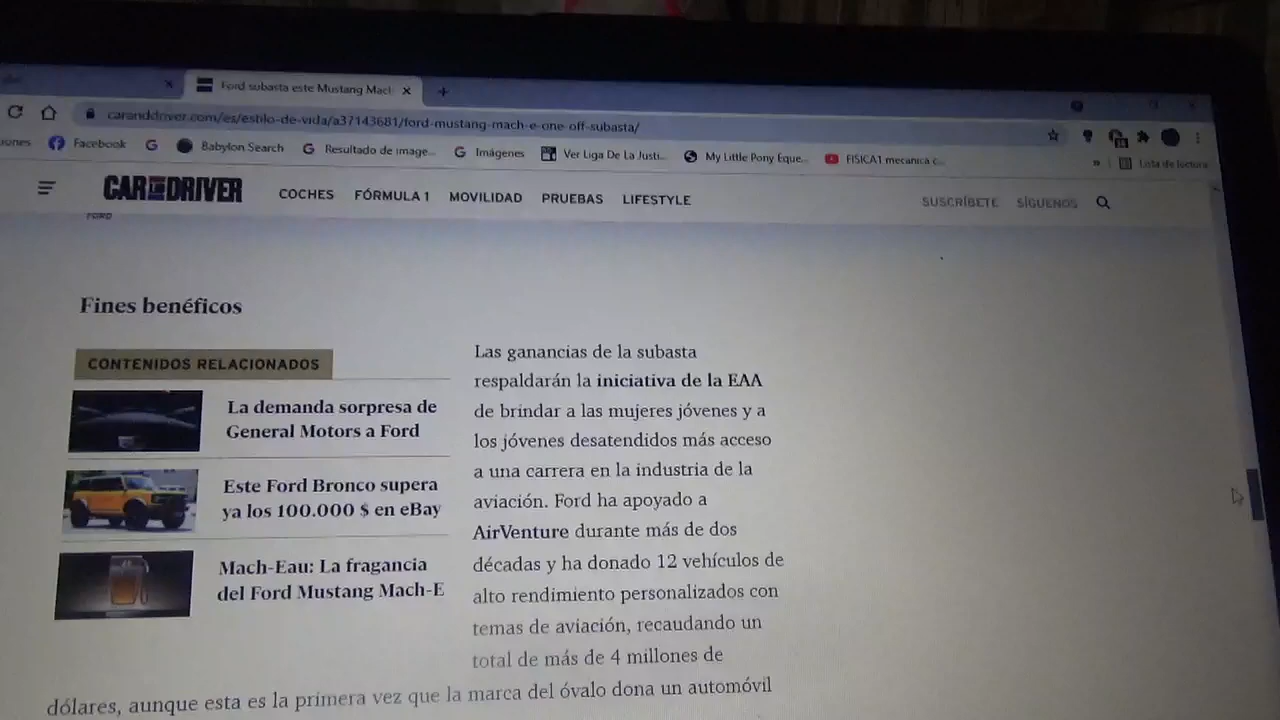 Ford subasta este Mustang Mach
caranddriver.com/es/estilo-de-vida/a37143681/ford-mustang-mach-e-one-off-subasta/
iones
Facebook
G
Babylon Search
G Resultado de image...
G Imágenes
Ver Liga De La Justi...
My Little Pony Eque...
FISICA1 mecanica c...
»
Lista de lectura
CAR AND DRIVER
COCHES
FÓRMULA 1
MOVILIDAD
PRUEBAS
LIFESTYLE
SUSCRÍBETE
SÍGUENOS
FORD
Fines benéficos
CONTENIDOS RELACIONADOS
La demanda sorpresa de
General Motors a Ford
Este Ford Bronco supera
ya los 100.000 $ en eBay
Mach-Eau: La fragancia
del Ford Mustang Mach-E
Las ganancias de la subasta
respaldarán la iniciativa de la EAA
de brindar a las mujeres jóvenes y a
los jóvenes desatendidos más acceso
a una carrera en la industria de la
aviación. Ford ha apoyado a
AirVenture durante más de dos
décadas y ha donado 12 vehículos de
alto rendimiento personalizados con
temas de aviación, recaudando un
total de más de 4 millones de
dólares, aunque esta es la primera vez que la marca del óvalo dona un automóvil